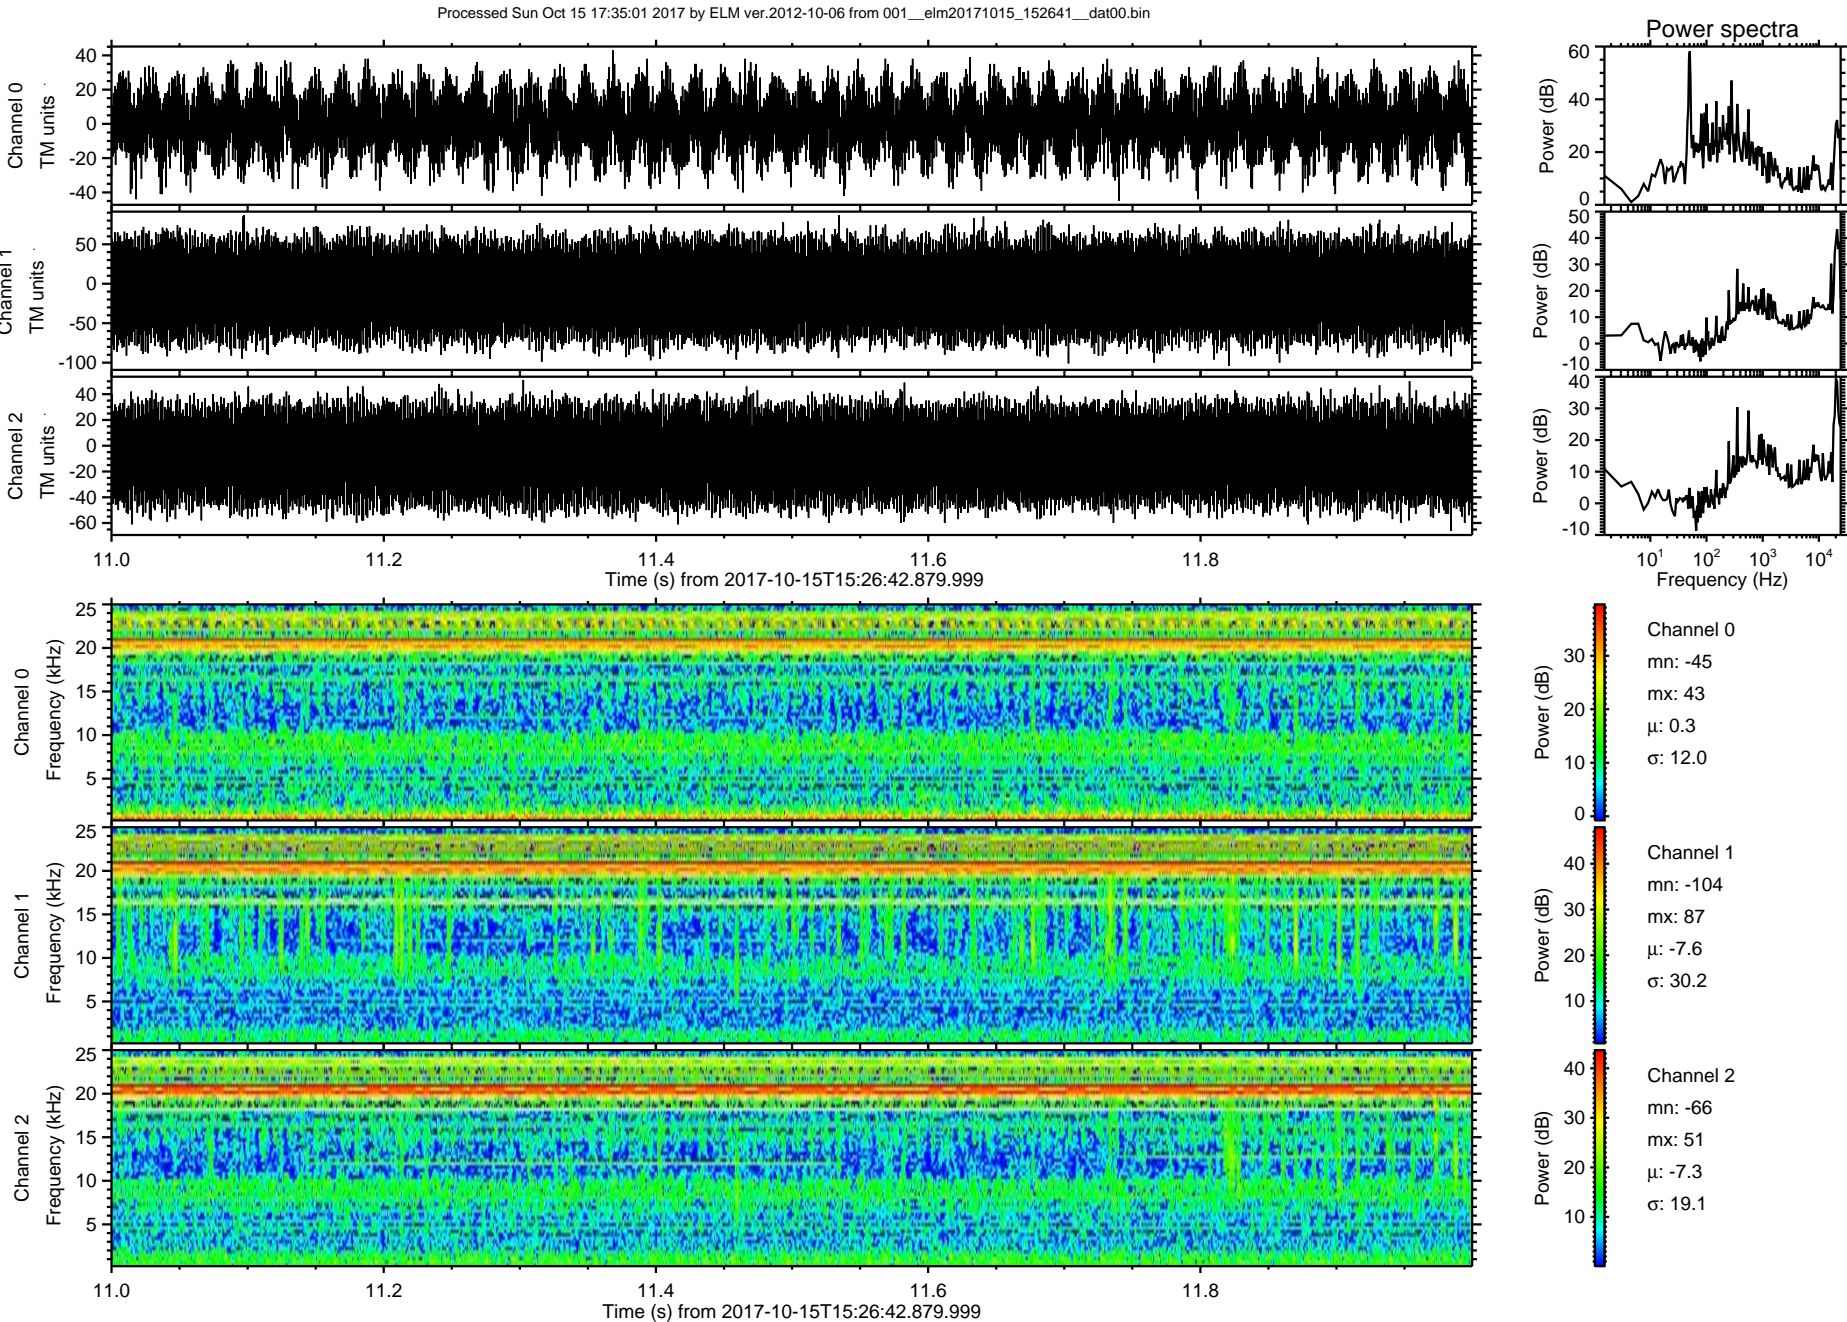 Processed Sun Oct 15 17:35:01 2017 by ELM ver.2012-10-06 from 001__elm20171015_152641__dat00.bin
Power spectra
Channel 0
TM units
40
20
0
-20
-40
Power (dB)
60
40
20
0
Channel 1
TM units
50
0
-50
-100
Power (dB)
50
40
30
20
10
0
-10
Channel 2
TM units
40
20
0
-20
-40
-60
Power (dB)
40
30
20
10
0
-10
11.0 11.2 11.4 11.6 11.8
Time (s) from 2017-10-15T15:26:42.879.999
10^1 10^2 10^3 10^4
Frequency (Hz)
Channel 0
Frequency (kHz)
25
20
15
10
5
Power (dB)
30
20
10
0
Channel 0
mn: -45
mx: 43
μ: 0.3
σ: 12.0
Channel 1
Frequency (kHz)
25
20
15
10
5
Power (dB)
40
30
20
10
Channel 1
mn: -104
mx: 87
μ: -7.6
σ: 30.2
Channel 2
Frequency (kHz)
25
20
15
10
5
Power (dB)
40
30
20
10
Channel 2
mn: -66
mx: 51
μ: -7.3
σ: 19.1
11.0 11.2 11.4 11.6 11.8
Time (s) from 2017-10-15T15:26:42.879.999